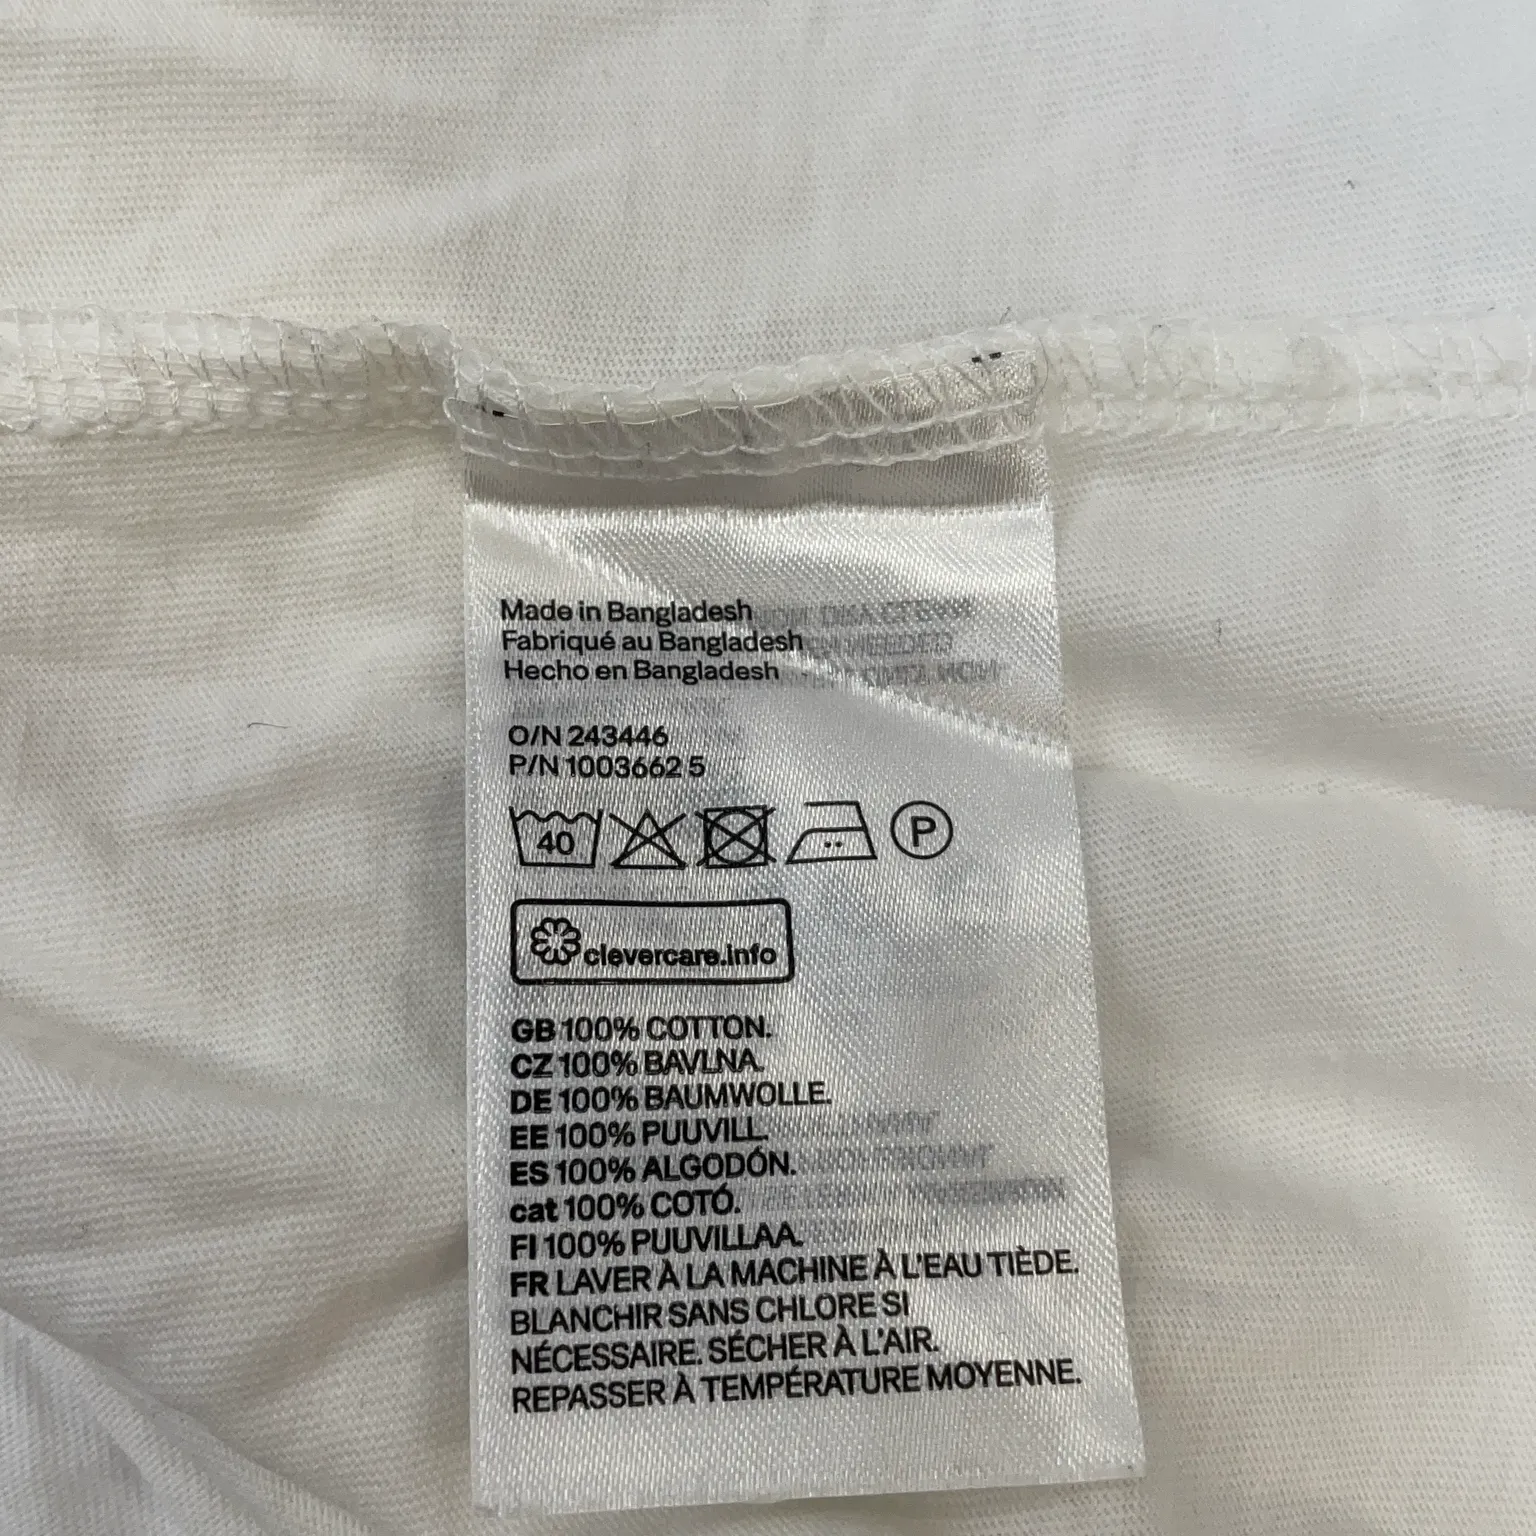 Made in Bangladesh
Fabriqué au Bangladesh
Hecho en Bangladesh
O/N 243446
P/N 1003662 5
40
P
clevercare.info
GB 100% COTTON.
CZ 100% BAVLNA.
DE 100% BAUMWOLLE.
EE 100% PUUVILL.
ES 100% ALGODÓN.
cat 100% COTÓ.
FI 100% PUUVILLAA.
FR LAVER À LA MACHINE À L'EAU TIÈDE.
BLANCHIR SANS CHLORE SI
NÉCESSAIRE. SÉCHER À L'AIR.
REPASSER À TEMPÉRATURE MOYENNE.